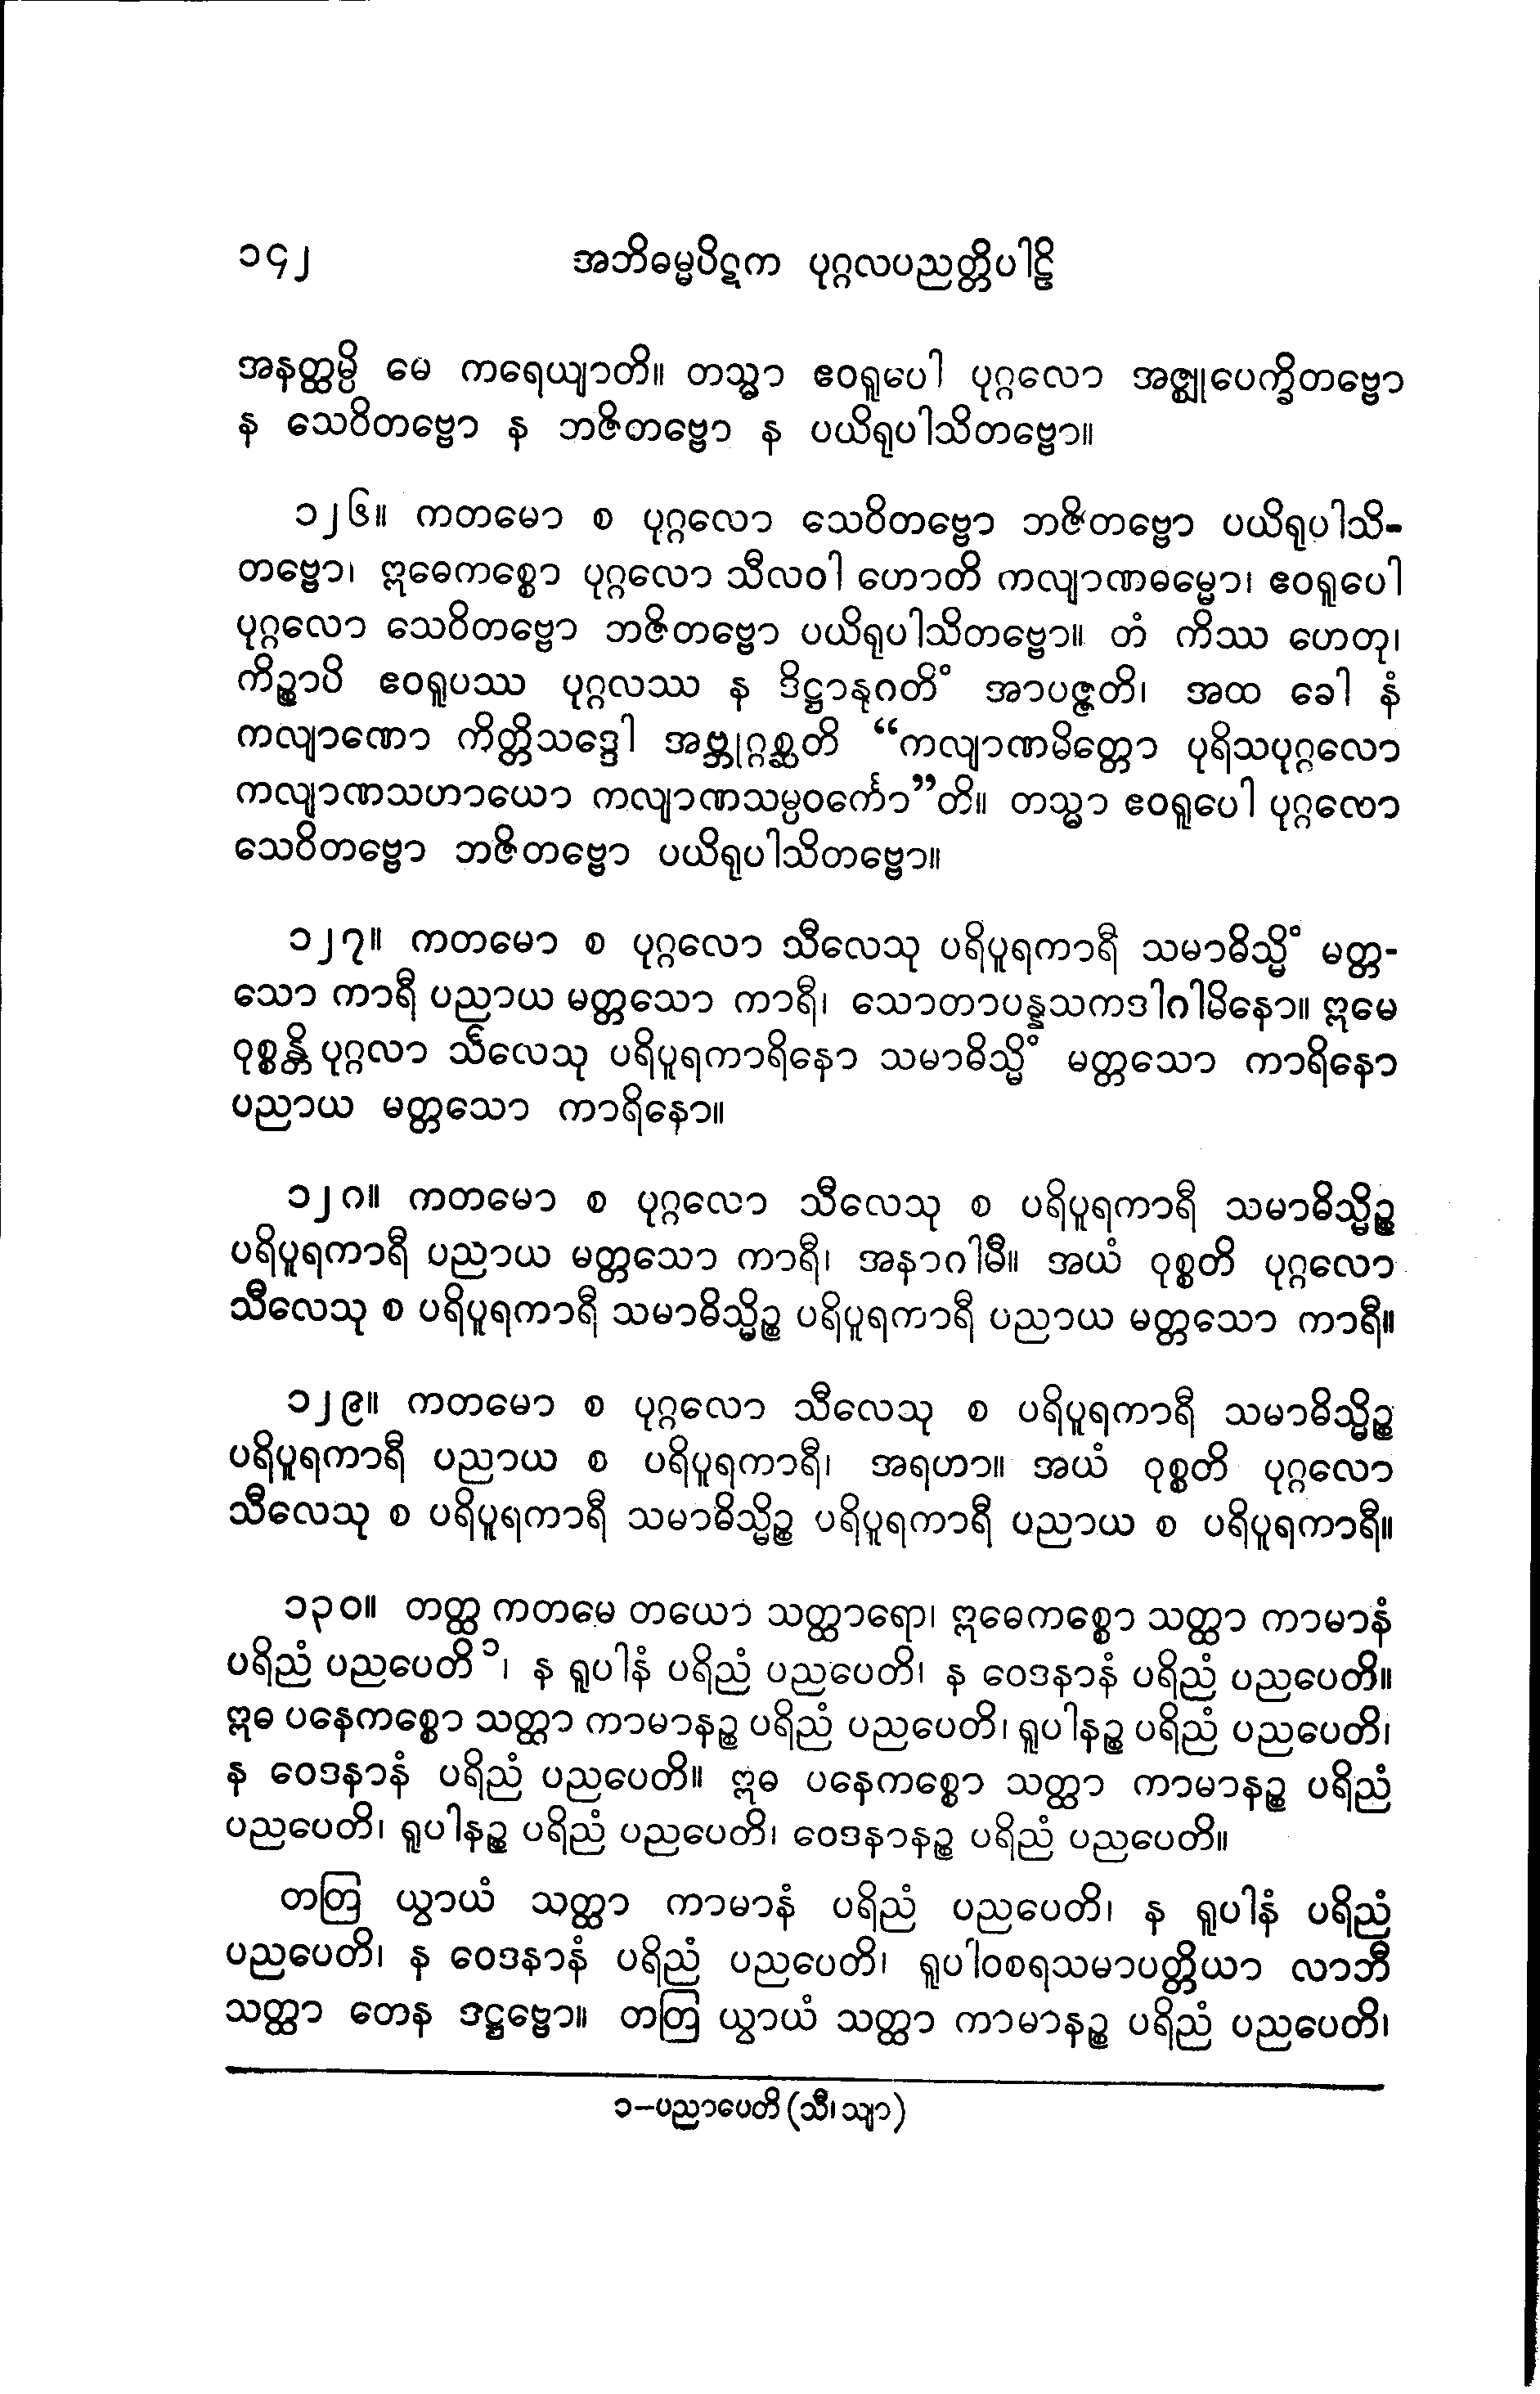 ၁၄၂ အဘိဓမ္မပိဋက ပုဂ္ဂလပညတ္တိပါဠိ
အနတ္ထမ္ပိ မေ ကရေယျာတိ။ တသ္မာ ဧဝရူပေါ ပုဂ္ဂလော အဇ္ဈုပေက္ခိတဗ္ဗော
န သေဝိတဗ္ဗော န ဘဇိတဗ္ဗော န ပယိရုပါသိတဗ္ဗော။
၁၂၆။ ကတမော စ ပုဂ္ဂလော သေဝိတဗ္ဗော ဘဇိတဗ္ဗော ပယိရုပါသိ-
တဗ္ဗော၊ ဣဓေကစ္စော ပုဂ္ဂလော သီလဝါ ဟောတိ ကလျာဏဓမ္မော၊ ဧဝရူပေါ
ပုဂ္ဂလော သေဝိတဗ္ဗော ဘဇိတဗ္ဗော ပယိရုပါသိတဗ္ဗော။ တံ ကိဿ ဟေတု၊
ကိဉ္စာပိ ဧဝရူပဿ ပုဂ္ဂလဿ န ဒိဋ္ဌာနုဂတိံ အာပဇ္ဇတိ၊ အထ ခေါ နံ
ကလျာဏော ကိတ္တိသဒ္ဒေါ အဗ္ဘုဂ္ဂစ္ဆတိ “ကလျာဏမိတ္တော ပုရိသပုဂ္ဂလော
ကလျာဏသဟာယော ကလျာဏသမ္ပဝင်္ကော”တိ။ တသ္မာ ဧဝရူပေါ ပုဂ္ဂလော
သေဝိတဗ္ဗော ဘဇိတဗ္ဗော ပယိရုပါသိတဗ္ဗော။
၁၂၇။ ကတမော စ ပုဂ္ဂလော သီလေသု ပရိပူရကာရီ သမာဓိသ္မိံ မတ္တ-
သော ကာရီ ပညာယ မတ္တသော ကာရီ၊ သောတာပန္နသကဒါဂါမိနော။ ဣမေ
ဝုစ္စန္တိ ပုဂ္ဂလာ သီလေသု ပရိပူရကာရိနော သမာဓိသ္မိံ မတ္တသော ကာရိနော
ပညာယ မတ္တသော ကာရိနော။
၁၂၈။ ကတမော စ ပုဂ္ဂလော သီလေသု စ ပရိပူရကာရီ သမာဓိသ္မိဉ္စ
ပရိပူရကာရီ ပညာယ မတ္တသော ကာရီ၊ အနာဂါမီ။ အယံ ဝုစ္စတိ ပုဂ္ဂလော
သီလေသု စ ပရိပူရကာရီ သမာဓိသ္မိဉ္စ ပရိပူရကာရီ ပညာယ မတ္တသော ကာရီ။
၁၂၉။ ကတမော စ ပုဂ္ဂလော သီလေသု စ ပရိပူရကာရီ သမာဓိသ္မိဉ္စ
ပရိပူရကာရီ ပညာယ စ ပရိပူရကာရီ၊ အရဟာ။ အယံ ဝုစ္စတိ ပုဂ္ဂလော
သီလေသု စ ပရိပူရကာရီ သမာဓိသ္မိဉ္စ ပရိပူရကာရီ ပညာယ စ ပရိပူရကာရီ။
၁၃၀။ တတ္ထ ကတမေ တယော သတ္ထာရော၊ ဣဓေကစ္စော သတ္ထာ ကာမာနံ
ပရိညံ ပညပေတိ၁၊ န ရူပါနံ ပရိညံ ပညပေတိ၊ န ဝေဒနာနံ ပရိညံ ပညပေတိ။
ဣဓ ပနေကစ္စော သတ္ထာ ကာမာနဉ္စ ပရိညံ ပညပေတိ၊ ရူပါနဉ္စ ပရိညံ ပညပေတိ၊
န ဝေဒနာနံ ပရိညံ ပညပေတိ။ ဣဓ ပနေကစ္စော သတ္ထာ ကာမာနဉ္စ ပရိညံ
ပညပေတိ၊ ရူပါနဉ္စ ပရိညံ ပညပေတိ၊ ဝေဒနာနဉ္စ ပရိညံ ပညပေတိ။
တတြ ယွာယံ သတ္ထာ ကာမာနံ ပရိညံ ပညပေတိ၊ န ရူပါနံ ပရိညံ
ပညပေတိ၊ န ဝေဒနာနံ ပရိညံ ပညပေတိ၊ ရူပါဝစရသမာပတ္တိယာ လာဘီ
သတ္ထာ တေန ဒဋ္ဌဗ္ဗော။ တတြ ယွာယံ သတ္ထာ ကာမာနဉ္စ ပရိညံ ပညပေတိ၊
၁–ပညာပေတိ (သီ၊ သျာ)